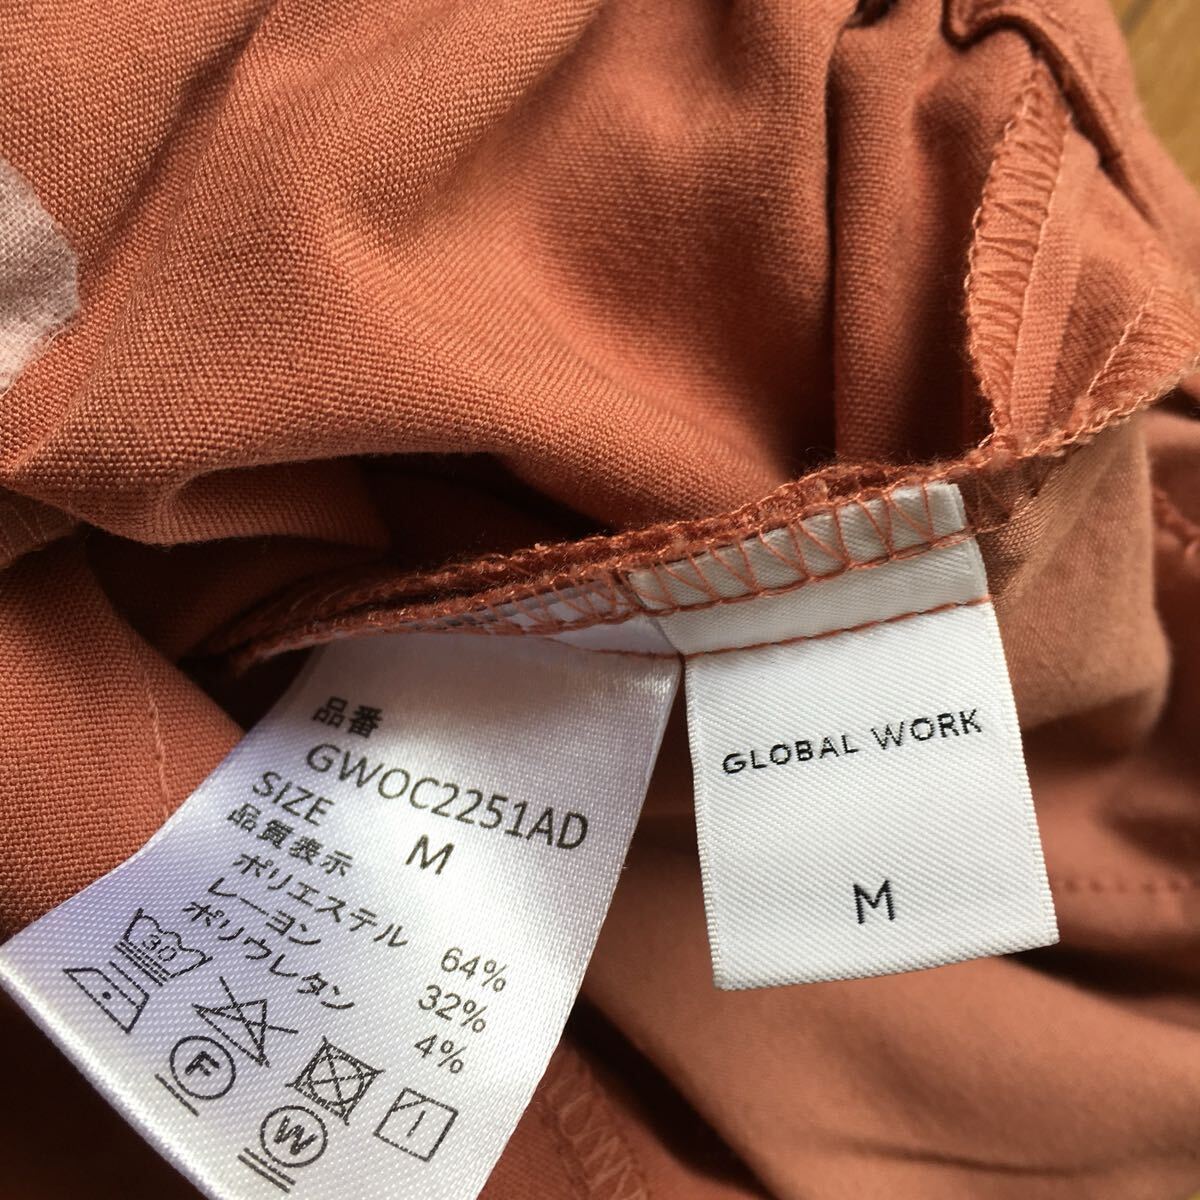 品番
GWOC2251AD
SIZE M
品質表示
ポリエステル 64%
レーヨン 32%
ポリウレタン 4%
30
F
W
GLOBAL WORK
M